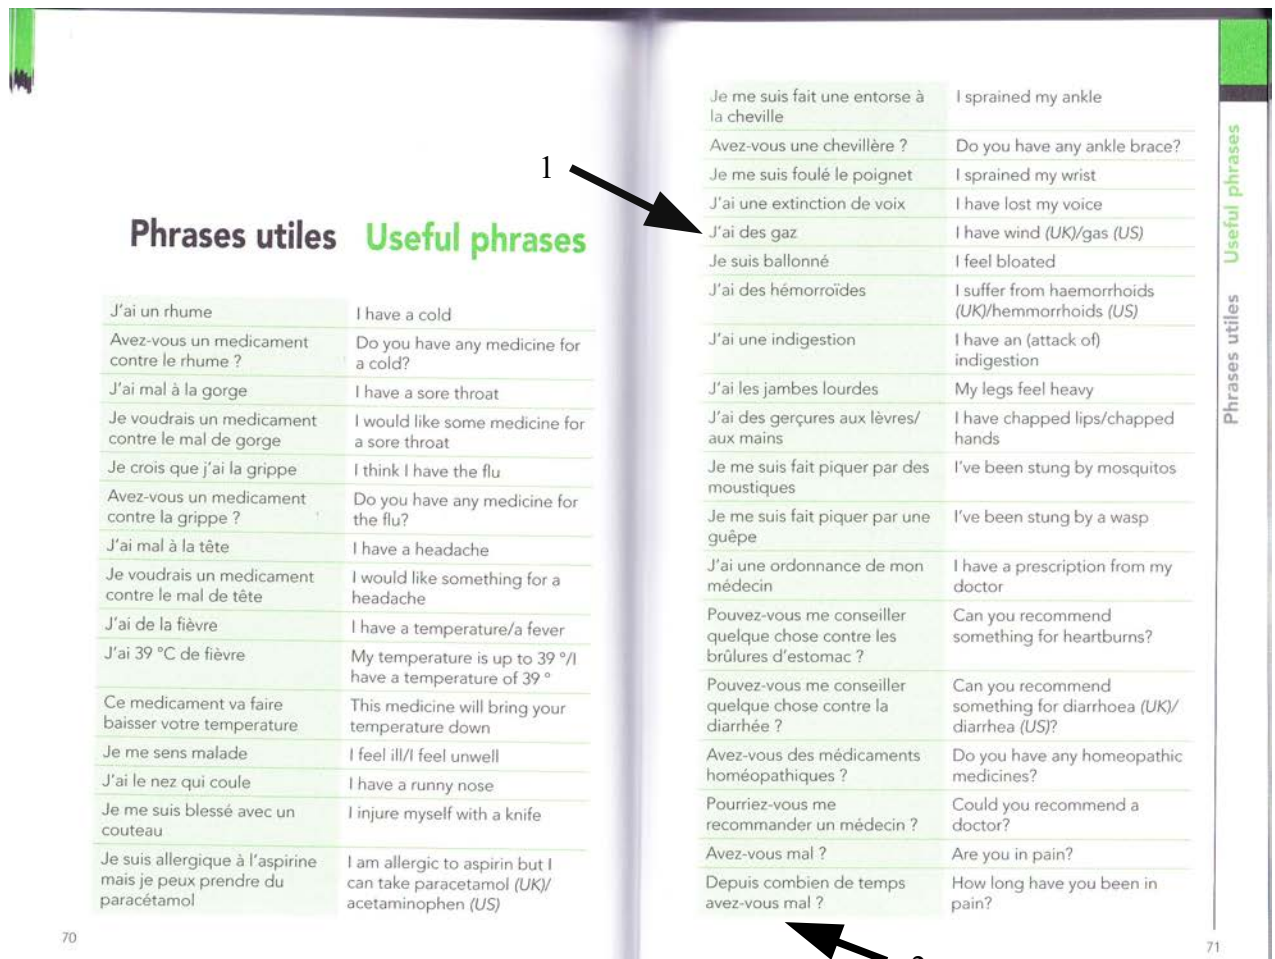 Phrases utiles Useful phrases
J'ai un rhume
I have a cold
Avez-vous un medicament
contre le rhume ?
Do you have any medicine for
a cold?
J'ai mal à la gorge
I have a sore throat
Je voudrais un medicament
contre le mal de gorge
I would like some medicine for
a sore throat
Je crois que j'ai la grippe
I think I have the flu
Avez-vous un medicament
contre la grippe ?
Do you have any medicine for
the flu?
J'ai mal à la tête
I have a headache
Je voudrais un medicament
contre le mal de tête
I would like something for a
headache
J'ai de la fièvre
I have a temperature/a fever
J'ai 39 °C de fièvre
My temperature is up to 39 °/I
have a temperature of 39 °
Ce medicament va faire
baisser votre temperature
This medicine will bring your
temperature down
Je me sens malade
I feel ill/I feel unwell
J'ai le nez qui coule
I have a runny nose
Je me suis blessé avec un
couteau
I injure myself with a knife
Je suis allergique à l'aspirine
mais je peux prendre du
paracétamol
I am allergic to aspirin but I
can take paracetamol (UK)/
acetaminophen (US)
70
1
Je me suis fait une entorse à
la cheville
I sprained my ankle
Avez-vous une chevillère ?
Do you have any ankle brace?
Je me suis foulé le poignet
I sprained my wrist
J'ai une extinction de voix
I have lost my voice
J'ai des gaz
I have wind (UK)/gas (US)
Je suis ballonné
I feel bloated
J'ai des hémorroïdes
I suffer from haemorrhoids
(UK)/hemmorrhoids (US)
J'ai une indigestion
I have an (attack of)
indigestion
J'ai les jambes lourdes
My legs feel heavy
J'ai des gerçures aux lèvres/
aux mains
I have chapped lips/chapped
hands
Je me suis fait piquer par des
moustiques
I've been stung by mosquitos
Je me suis fait piquer par une
guêpe
I've been stung by a wasp
J'ai une ordonnance de mon
médecin
I have a prescription from my
doctor
Pouvez-vous me conseiller
quelque chose contre les
brûlures d'estomac ?
Can you recommend
something for heartburns?
Pouvez-vous me conseiller
quelque chose contre la
diarrhée ?
Can you recommend
something for diarrhoea (UK)/
diarrhea (US)?
Avez-vous des médicaments
homéopathiques ?
Do you have any homeopathic
medicines?
Pourriez-vous me
recommander un médecin ?
Could you recommend a
doctor?
Avez-vous mal ?
Are you in pain?
Depuis combien de temps
avez-vous mal ?
How long have you been in
pain?
Phrases utiles Useful phrases
71